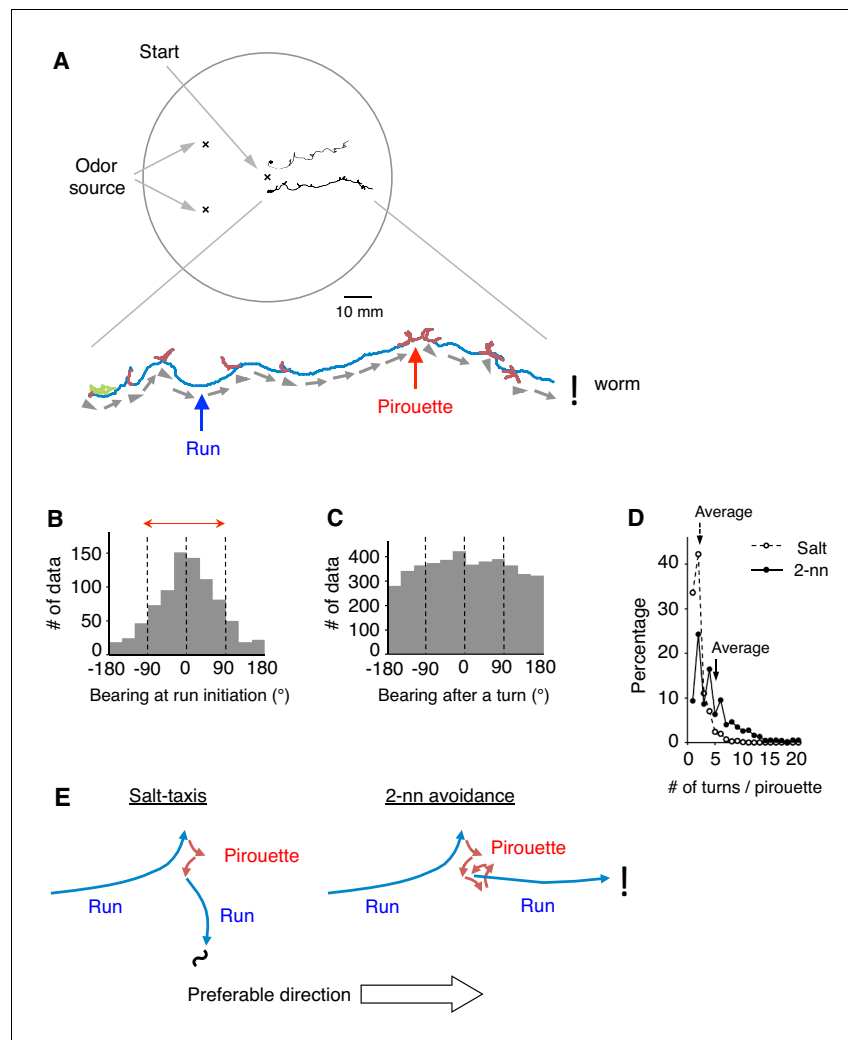 A
Start
Odor
source
10 mm
! worm
Pirouette
Run
B
# of data
150
100
50
0
-180 -90 0 90 180
Bearing at run initiation (°)
C
# of data
400
300
200
100
0
-180 -90 0 90 180
Bearing after a turn (°)
D
Average
Salt
2-nn
Average
Percentage
40
30
20
10
0
0 5 10 15 20
# of turns / pirouette
E
Salt-taxis
Pirouette
Run
Run
2-nn avoidance
Pirouette
Run
Run
!
Preferable direction